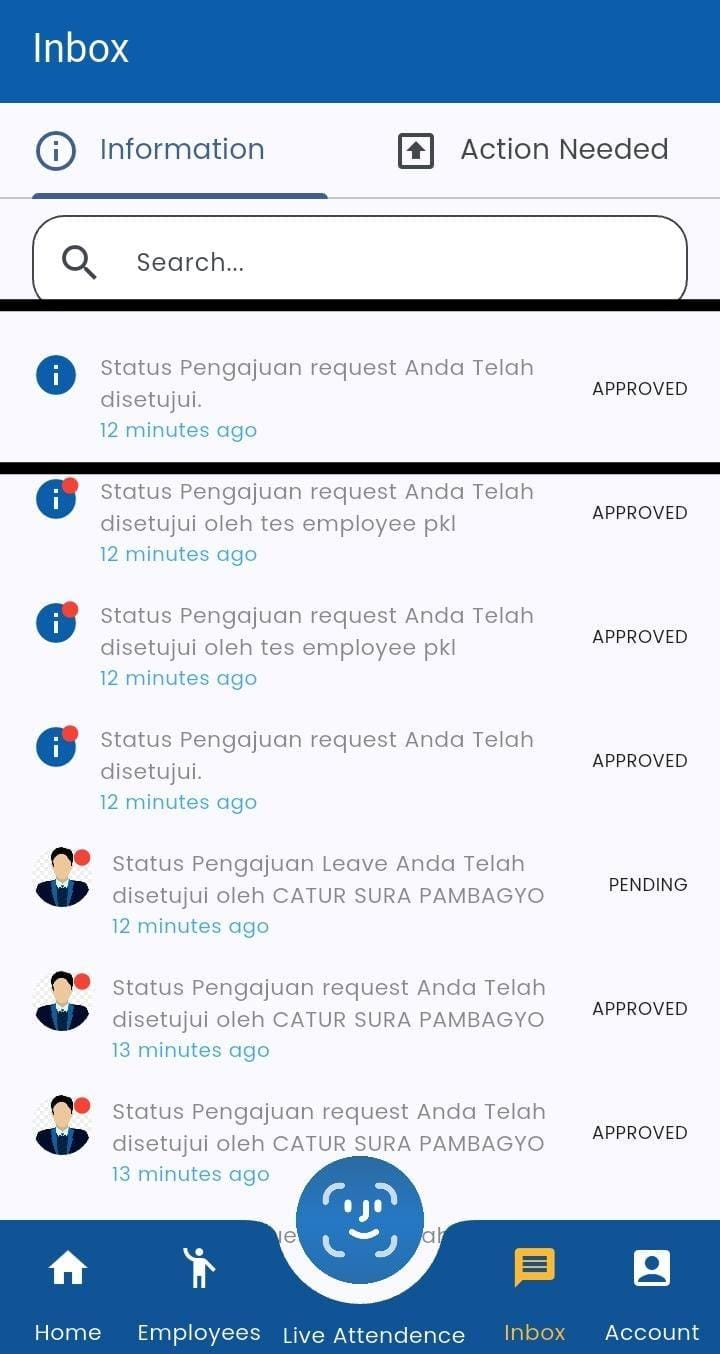 Inbox
Information
Action Needed
Search...
Status Pengajuan request Anda Telah
disetujui.
APPROVED
12 minutes ago
Status Pengajuan request Anda Telah
disetujui oleh tes employee pkl
APPROVED
12 minutes ago
Status Pengajuan request Anda Telah
disetujui oleh tes employee pkl
APPROVED
12 minutes ago
Status Pengajuan request Anda Telah
disetujui.
APPROVED
12 minutes ago
Status Pengajuan Leave Anda Telah
disetujui oleh CATUR SURA PAMBAGYO
PENDING
12 minutes ago
Status Pengajuan request Anda Telah
disetujui oleh CATUR SURA PAMBAGYO
APPROVED
13 minutes ago
Status Pengajuan request Anda Telah
disetujui oleh CATUR SURA PAMBAGYO
APPROVED
13 minutes ago
Home
Employees
Live Attendence
Inbox
Account